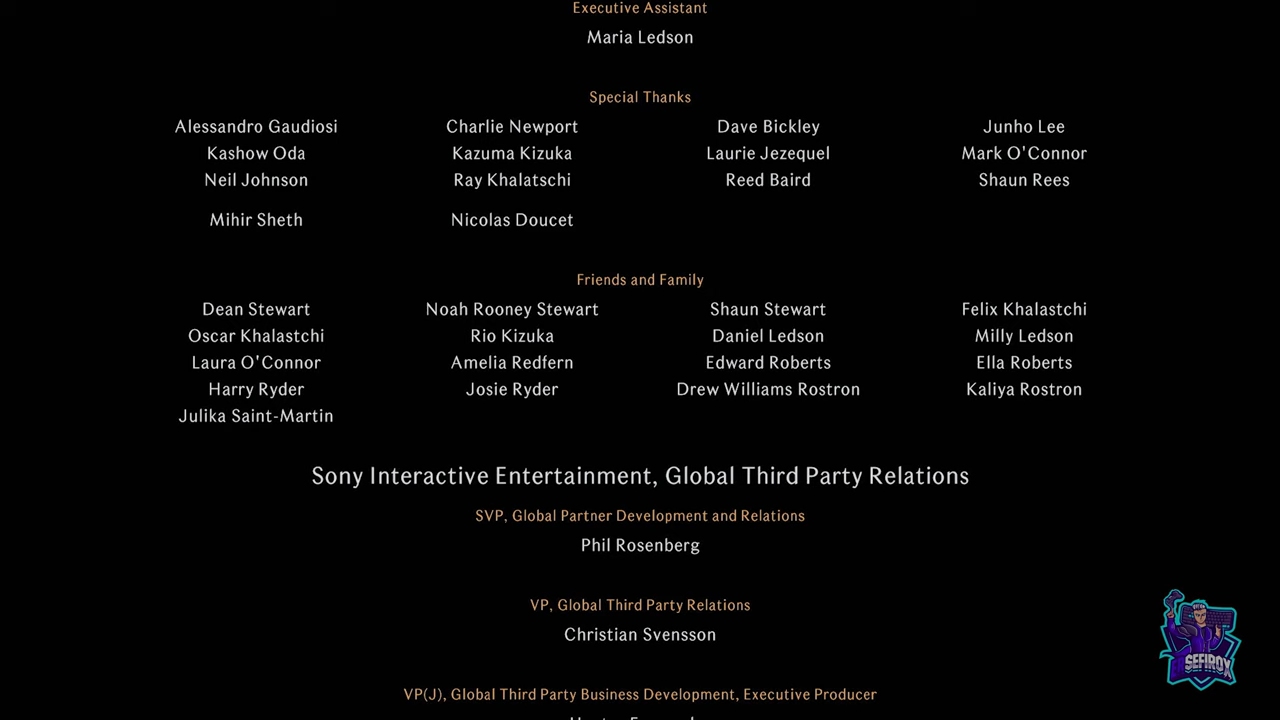 Executive Assistant
Maria Ledson
Special Thanks
Alessandro Gaudiosi Charlie Newport Dave Bickley Junho Lee
Kashow Oda Kazuma Kizuka Laurie Jezequel Mark O'Connor
Neil Johnson Ray Khalatschi Reed Baird Shaun Rees
Mihir Sheth Nicolas Doucet
Friends and Family
Dean Stewart Noah Rooney Stewart Shaun Stewart Felix Khalastchi
Oscar Khalastchi Rio Kizuka Daniel Ledson Milly Ledson
Laura O'Connor Amelia Redfern Edward Roberts Ella Roberts
Harry Ryder Josie Ryder Drew Williams Rostron Kaliya Rostron
Julika Saint-Martin
Sony Interactive Entertainment, Global Third Party Relations
SVP, Global Partner Development and Relations
Phil Rosenberg
VP, Global Third Party Relations
Christian Svensson
VP(J), Global Third Party Business Development, Executive Producer
SEFIROX